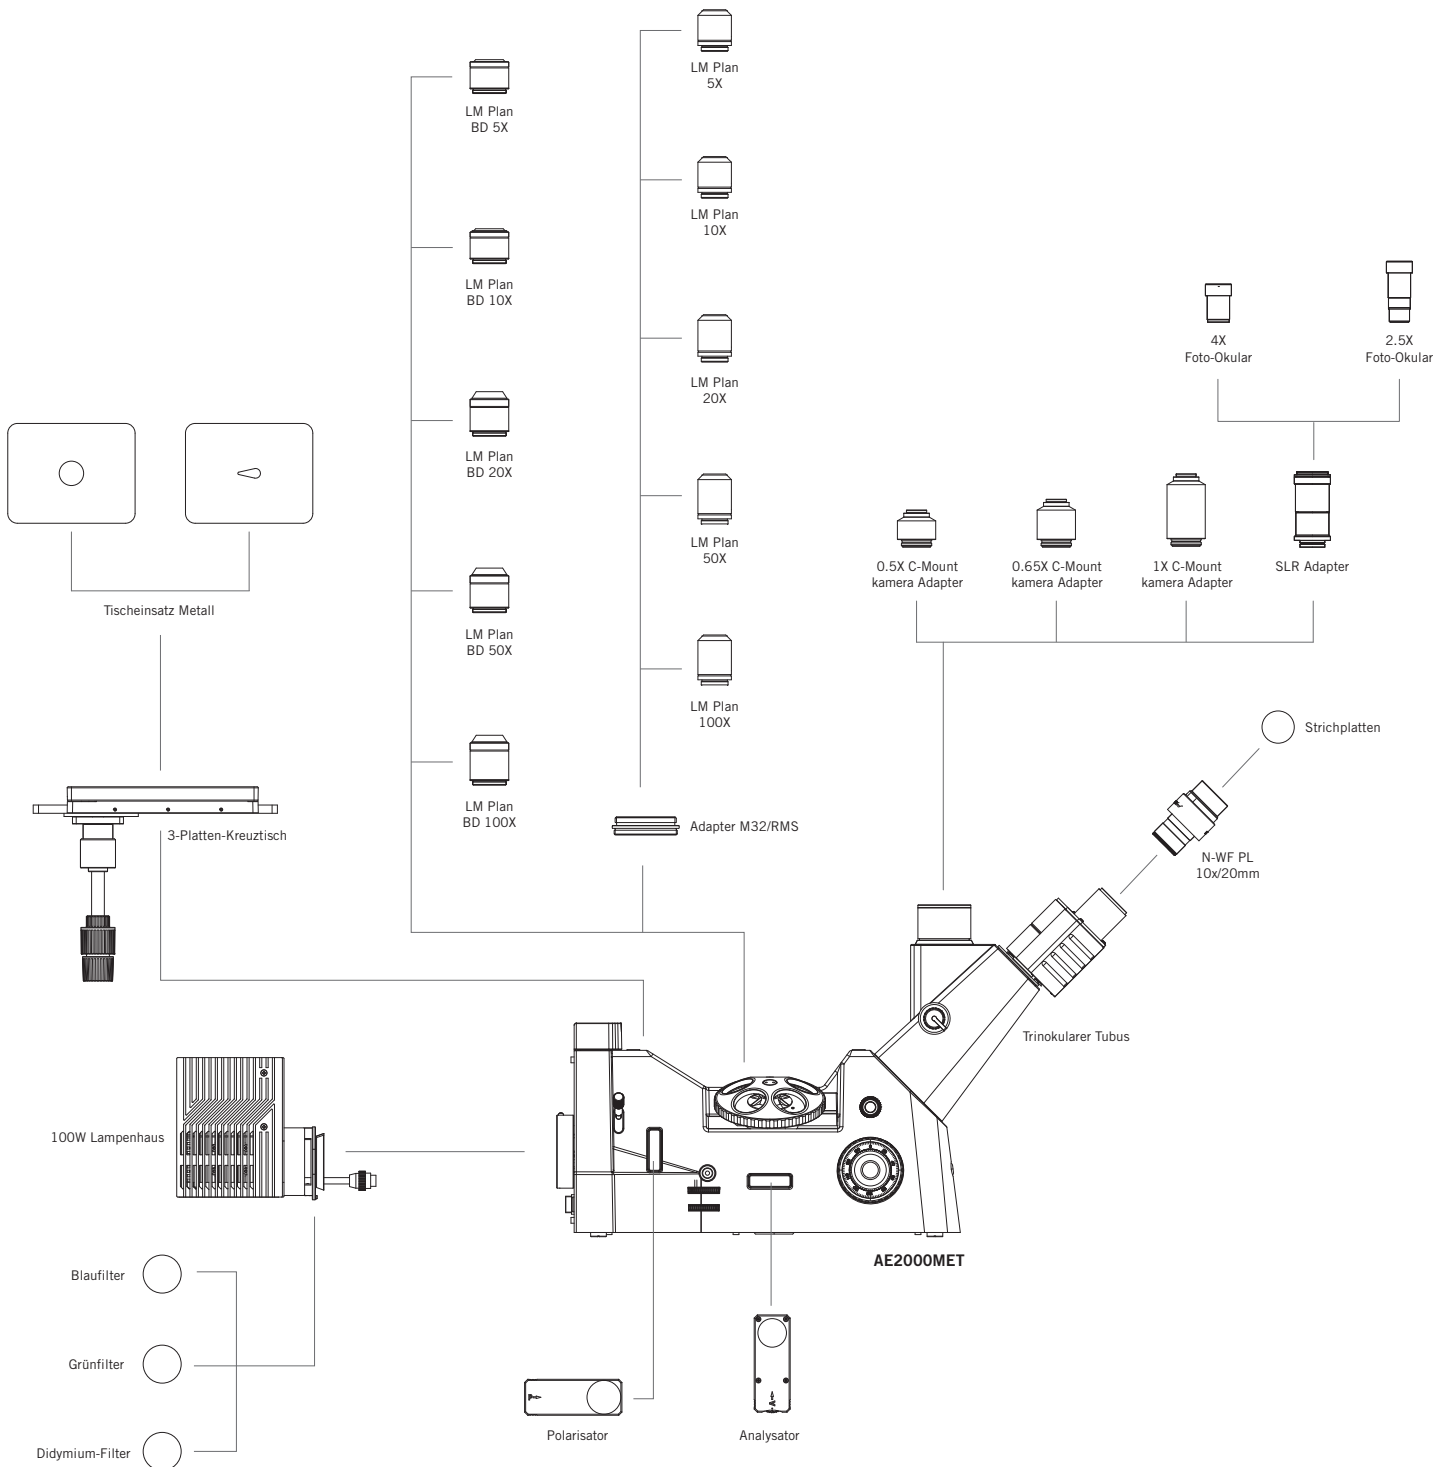 LM Plan
5X
LM Plan
BD 5X
LM Plan
10X
LM Plan
BD 10X
4X
Foto-Okular
2.5X
Foto-Okular
LM Plan
20X
LM Plan
BD 20X
LM Plan
50X
0.5X C-Mount
kamera Adapter
0.65X C-Mount
kamera Adapter
1X C-Mount
kamera Adapter
SLR Adapter
Tischeinsatz Metall
LM Plan
BD 50X
LM Plan
100X
Strichplatten
LM Plan
BD 100X
Adapter M32/RMS
3-Platten-Kreuztisch
N-WF PL
10x/20mm
Trinokularer Tubus
100W Lampenhaus
AE2000MET
Blaufilter
Grünfilter
P
A
Polarisator
Analysator
Didymium-Filter